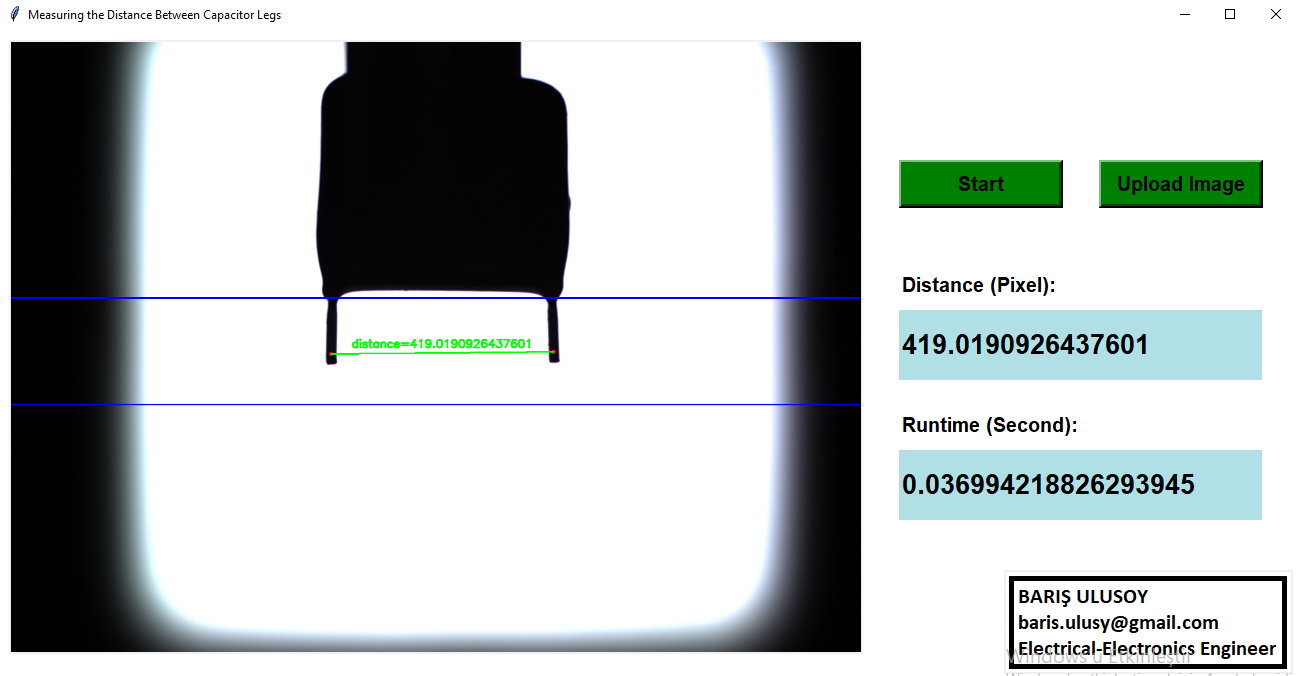 Measuring the Distance Between Capacitor Legs
distance=419.0190926437601
Start
Upload Image
Distance (Pixel):
419.0190926437601
Runtime (Second):
0.036994218826293945
BARIŞ ULUSOY
baris.ulusy@gmail.com
Electrical-Electronics Engineer
Windows'u Etkinleştir